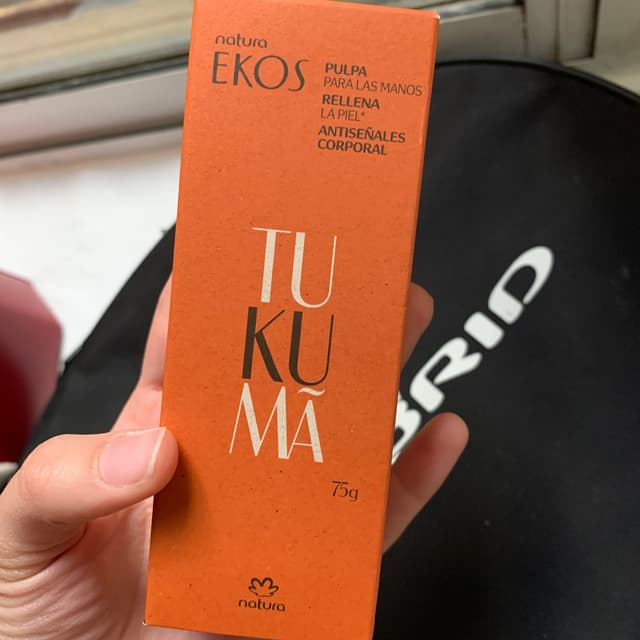 natura
EKOS
PULPA
PARA LAS MANOS
RELLENA
LA PIEL*
ANTISEÑALES
CORPORAL
TU
KU
MÃ
75g
natura
BRID